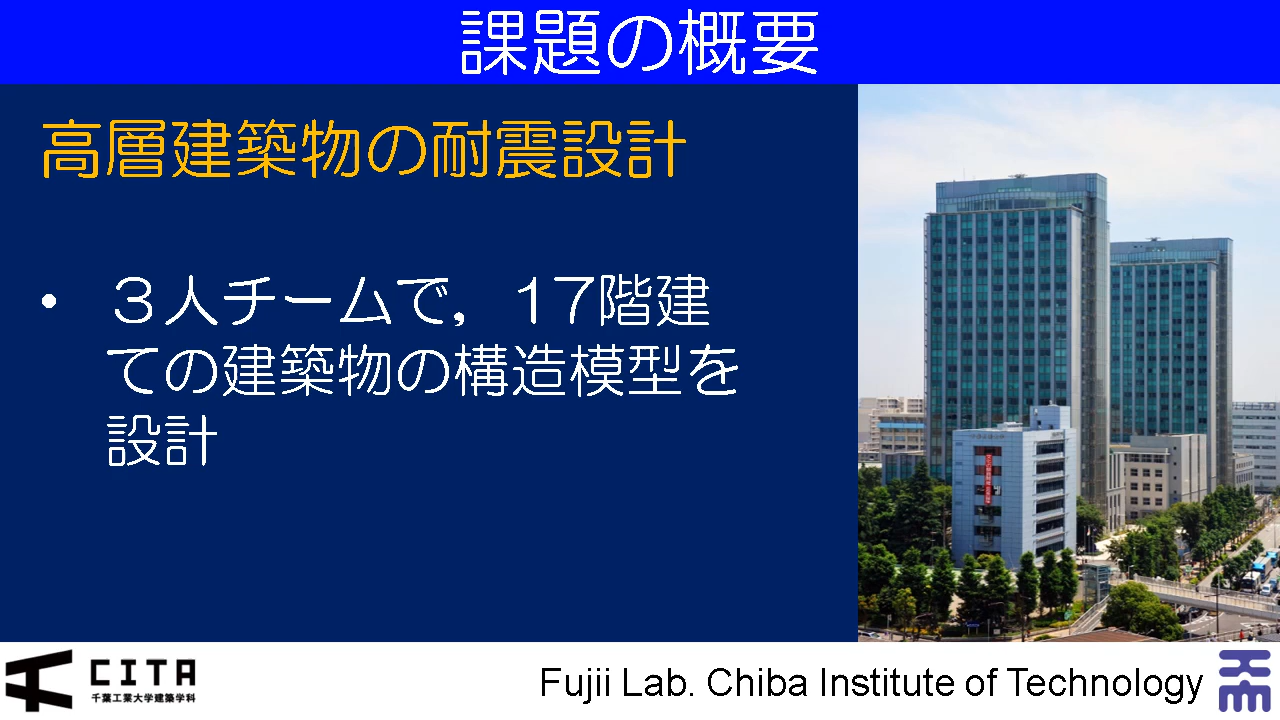 課題の概要
高層建築物の耐震設計
• ３人チームで，17階建
ての建築物の構造模型を
設計
CITA
千葉工業大学建築学科
Fujii Lab. Chiba Institute of Technology